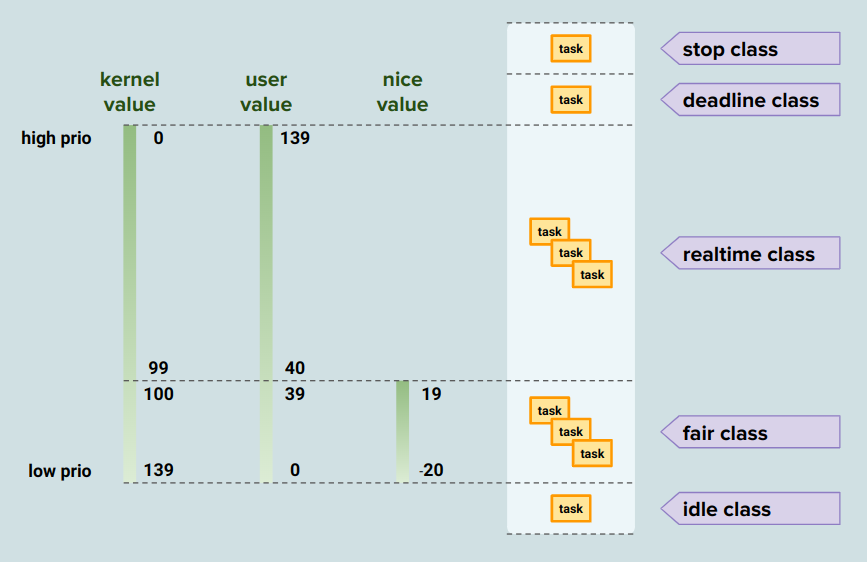 task
stop class
kernel
value
user
value
nice
value
task
deadline class
high prio
0
139
task
task
task
realtime class
99
40
100
39
19
task
task
task
fair class
low prio
139
0
-20
task
idle class